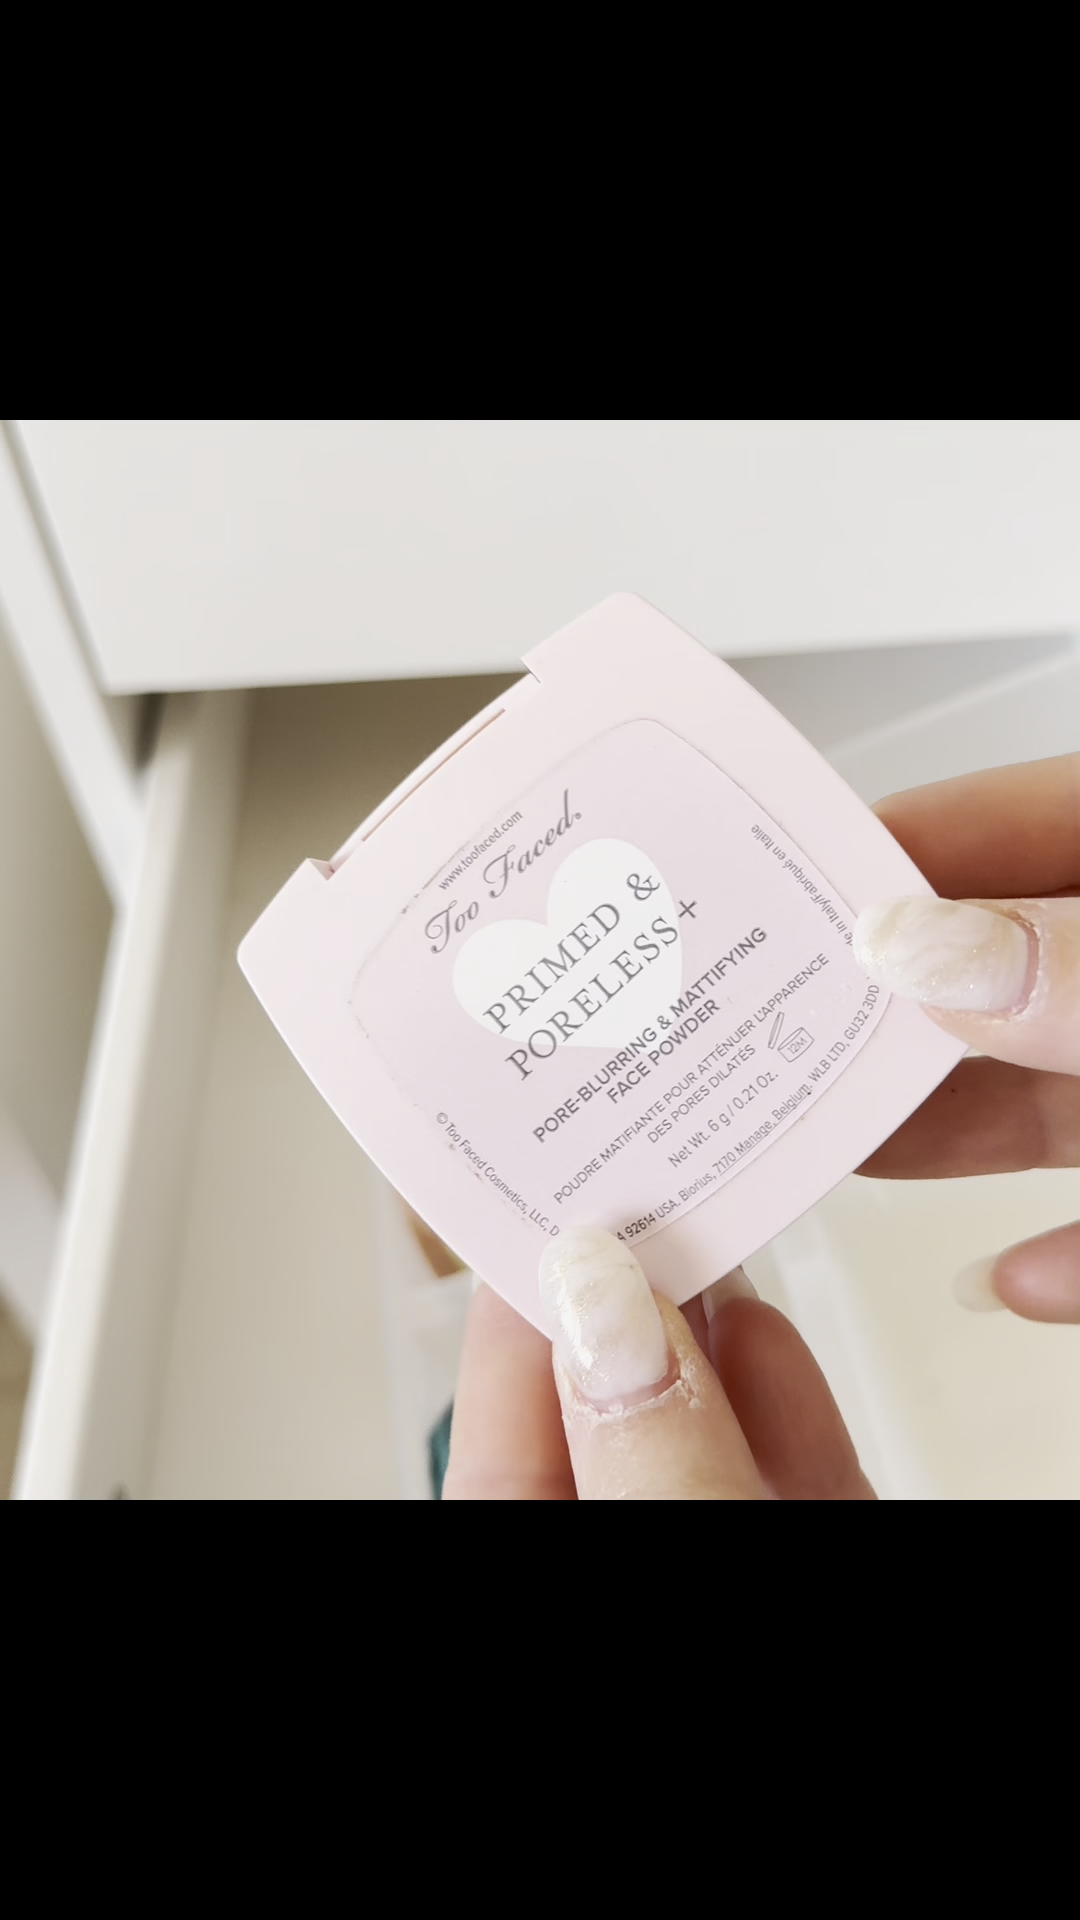 www.toofaced.com
Too Faced.
PRIMED &
PORELESS+
PORE-BLURRING & MATTIFYING
FACE POWDER
POUDRE MATIFIANTE POUR ATTÉNUER L'APPARENCE
DES PORES DILATÉS
12M
Net Wt. 6 g / 0.21 Oz.
© Too Faced Cosmetics, LLC, 92614 USA. Biorius, 7170 Manage, Belgium. WLB LTD, GU32 3DD
in Italy/Fabriqué en Italie